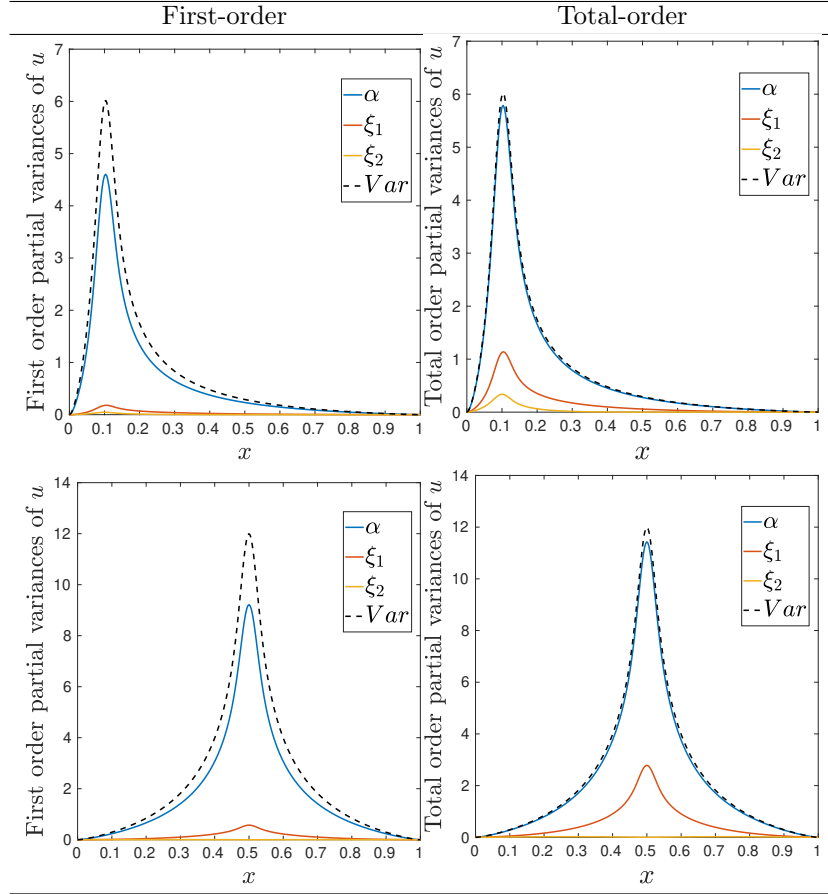 First-order
Total-order
First order partial variances of u
7
6
5
4
3
2
1
0
0 0.1 0.2 0.3 0.4 0.5 0.6 0.7 0.8 0.9 1
x
α
ξ1
ξ2
Var
Total order partial variances of u
7
6
5
4
3
2
1
0
0 0.1 0.2 0.3 0.4 0.5 0.6 0.7 0.8 0.9 1
x
α
ξ1
ξ2
Var
First order partial variances of u
14
12
10
8
6
4
2
0
0 0.1 0.2 0.3 0.4 0.5 0.6 0.7 0.8 0.9 1
x
α
ξ1
ξ2
Var
Total order partial variances of u
14
12
10
8
6
4
2
0
0.1 0.2 0.3 0.4 0.5 0.6 0.7 0.8 0.9 1
x
α
ξ1
ξ2
Var